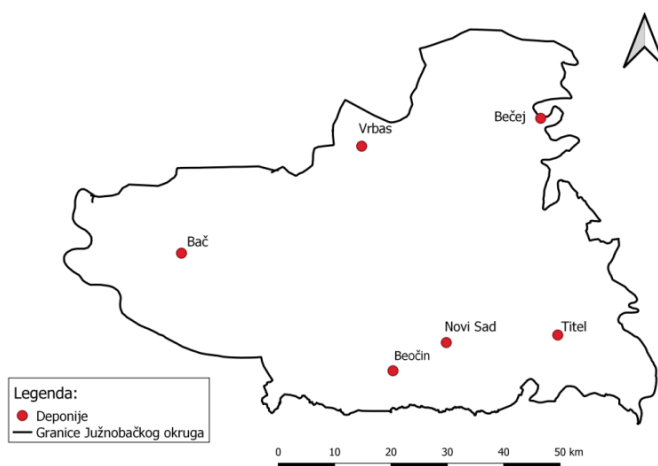 Vrbas
Bečej
Bač
Novi Sad
Titel
Beočin
Legenda:
Deponije
Granice Južnobačkog okruga
0 10 20 30 40 50 km